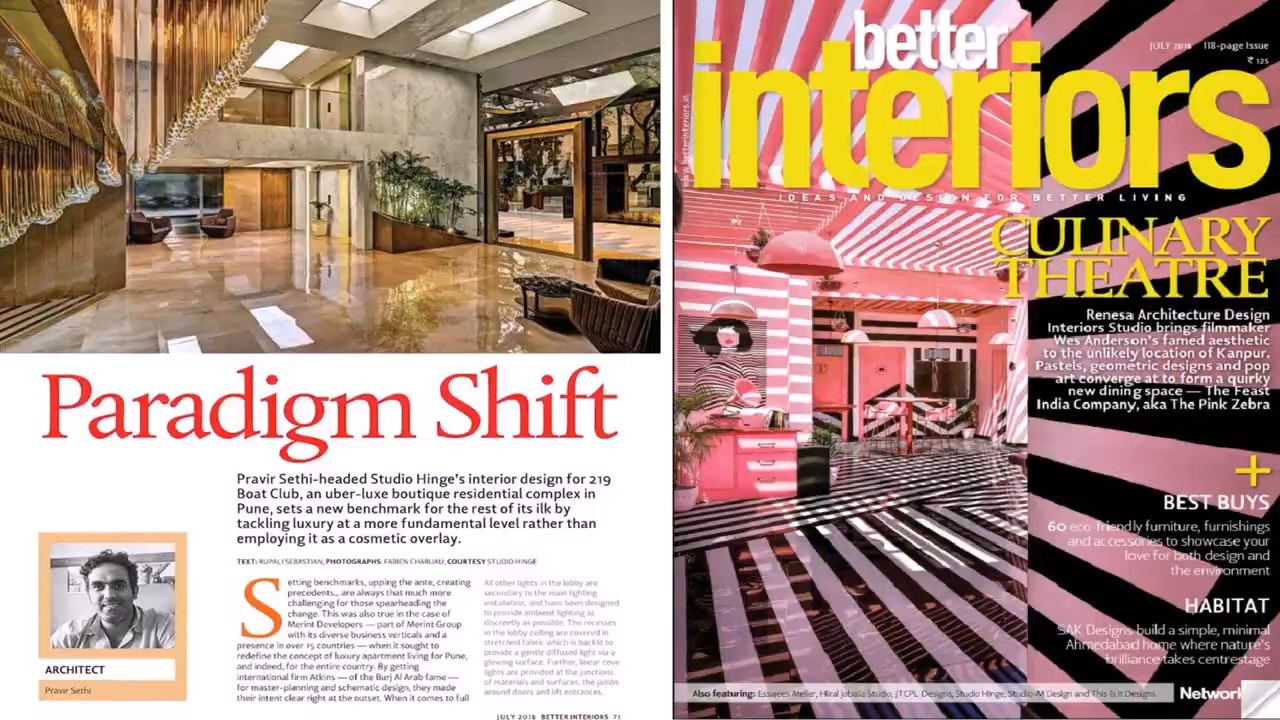 Paradigm Shift
Pravir Sethi-headed Studio Hinge's interior design for 219
Boat Club, an uber-luxe boutique residential complex in
Pune, sets a new benchmark for the rest of its ilk by
tackling luxury at a more fundamental level rather than
employing it as a cosmetic overlay.
TEXT: RUPALI SEBASTIAN, PHOTOGRAPHS: FABIEN CHARUAU, COURTESY STUDIO HINGE
ARCHITECT
Pravir Sethi
Setting benchmarks, upping the ante, creating
precedents... are always that much more
challenging for those spearheading the
change. This was also true in the case of
Merint Developers — part of Merint Group
with its diverse business verticals and a
presence in over 15 countries — when it sought to
redefine the concept of luxury apartment living for Pune,
and indeed, for the entire country. By getting
international firm Atkins — of the Burj Al Arab fame —
for master-planning and schematic design, they made
their intent clear right at the outset. When it comes to full
All other lights in the lobby are
secondary to the main lighting
installation, and have been designed
to provide ambient lighting as
discreetly as possible. The recesses
in the lobby ceiling are covered in
stretched fabric which is backlit to
provide a gentle diffused light via a
glowing surface. Further, linear cove
lights are provided at the junctions
of materials and surfaces, the jambs
around doors and lift entrances.
JULY 2018 BETTER INTERIORS 71
better
interiors
JULY 2018 118-page Issue
₹ 125
www.betterinteriors.in
IDEAS AND DESIGN FOR BETTER LIVING
CULINARY
THEATRE
Renesa Architecture Design
Interiors Studio brings filmmaker
Wes Anderson's famed aesthetic
to the unlikely location of Kanpur.
Pastels, geometric designs and pop
art converge at to form a quirky
new dining space — The Feast
India Company, aka The Pink Zebra
+
BEST BUYS
60 eco-friendly furniture, furnishings
and accessories to showcase your
love for both design and
the environment
HABITAT
SAK Designs build a simple, minimal
Ahmedabad home where nature's
brilliance takes centrestage
Also featuring: Essajees Atelier, Hiral Jobalia Studio, JTCPL Designs, Studio Hinge, Studio-M Design and This Is It Designs
Network